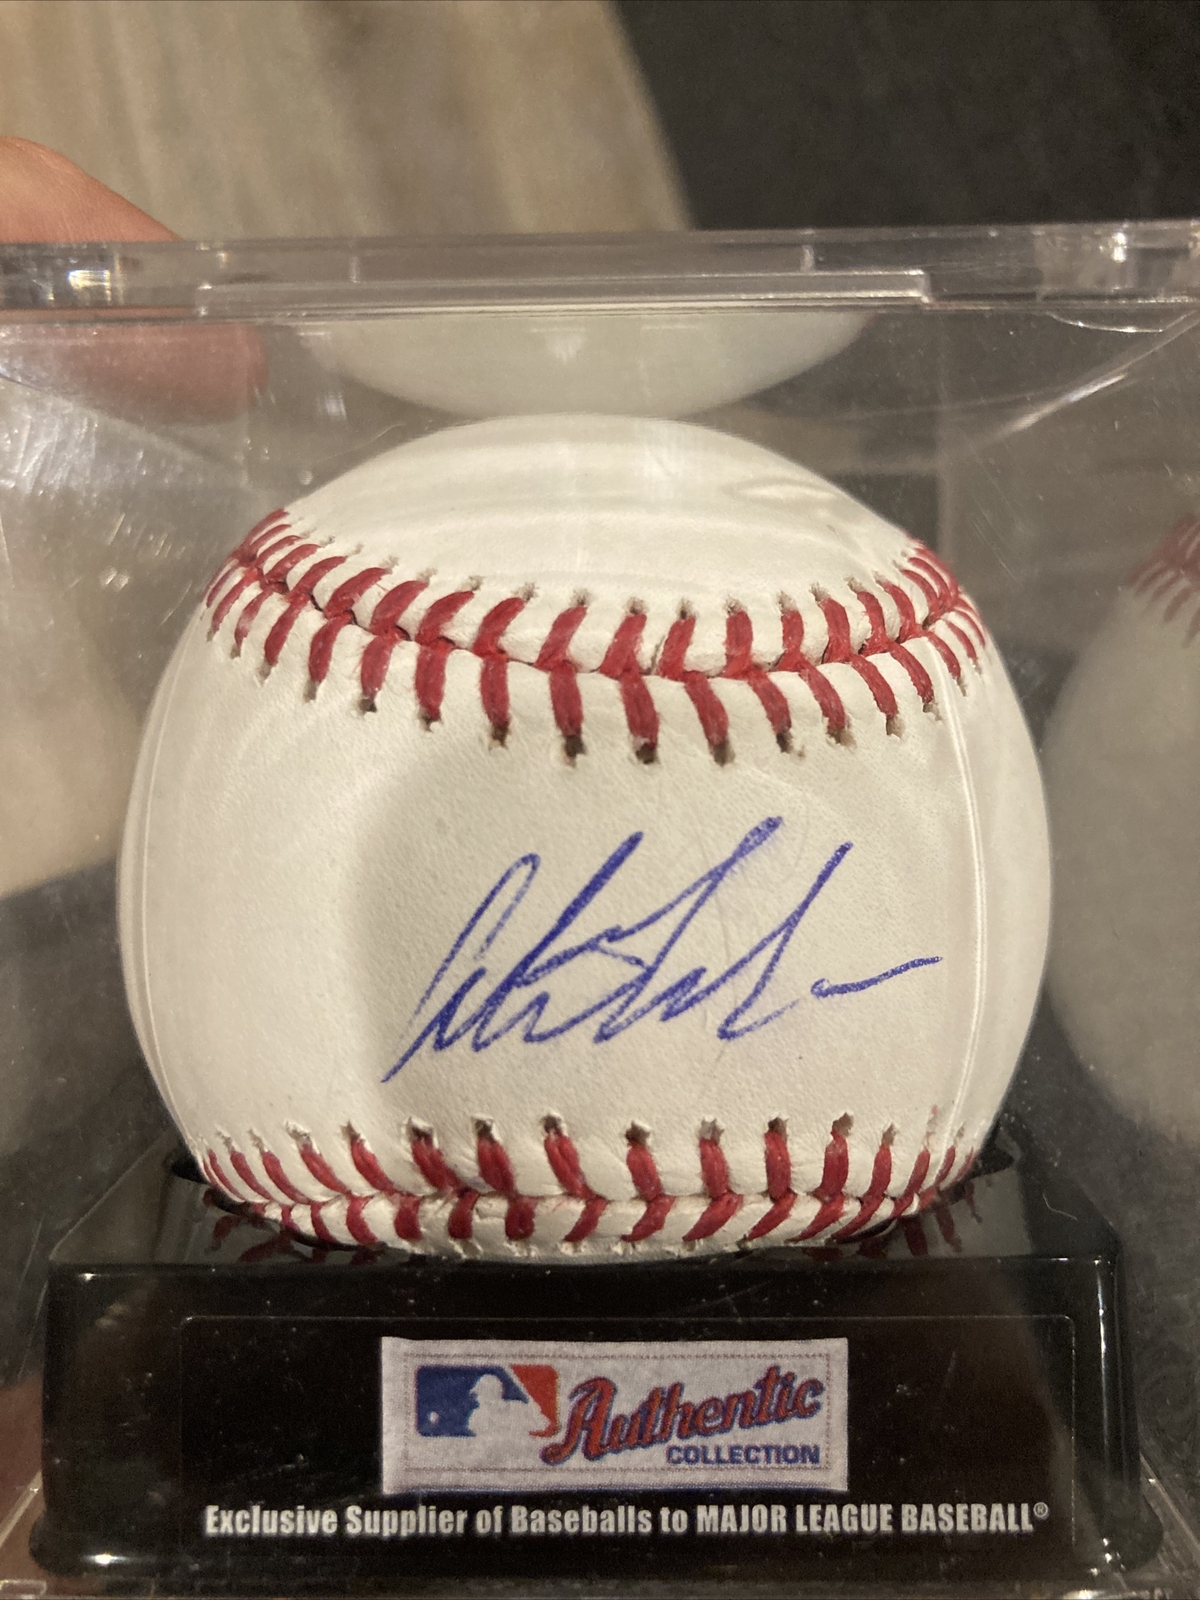 Authentic
COLLECTION
Exclusive Supplier of Baseballs to MAJOR LEAGUE BASEBALL®